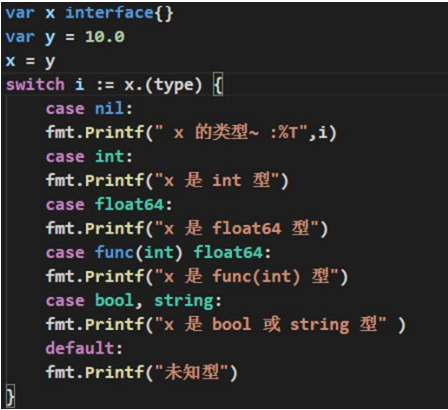 var x interface{}
var y = 10.0
x = y
switch i := x.(type) {
    case nil:
    fmt.Printf(" x 的类型~ :%T",i)
    case int:
    fmt.Printf("x 是 int 型")
    case float64:
    fmt.Printf("x 是 float64 型")
    case func(int) float64:
    fmt.Printf("x 是 func(int) 型")
    case bool, string:
    fmt.Printf("x 是 bool 或 string 型" )
    default:
    fmt.Printf("未知型")
}